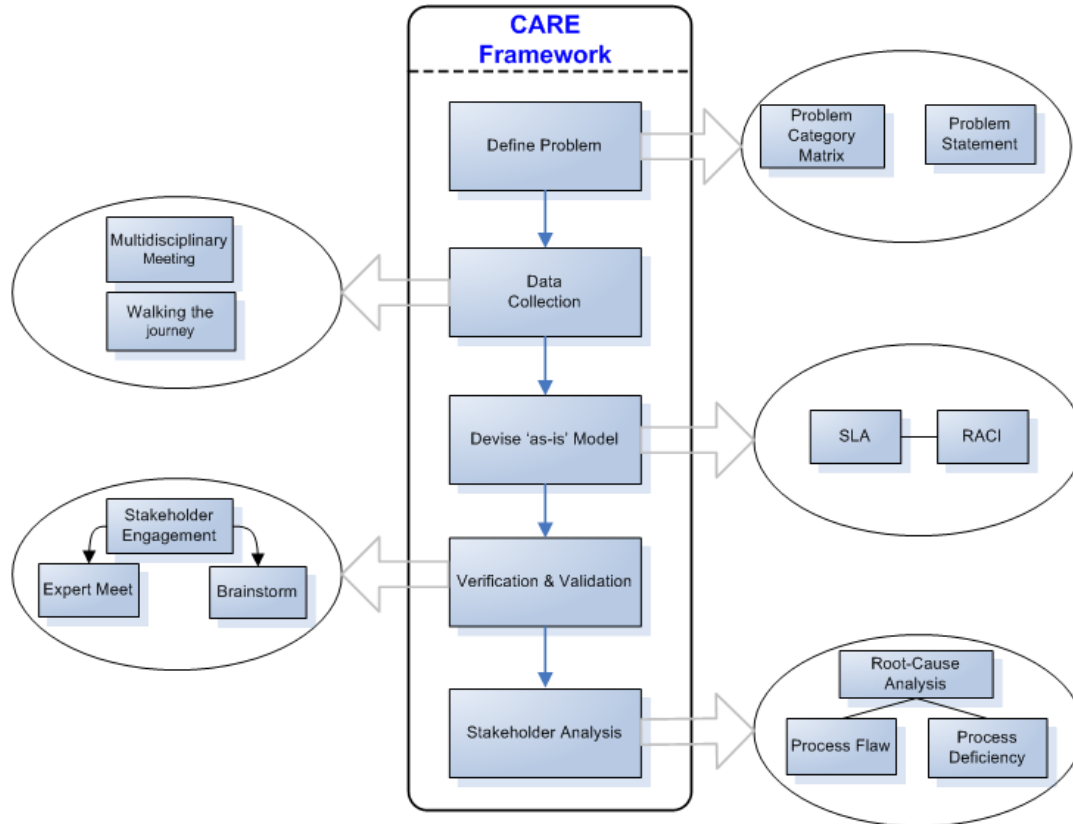 CARE
Framework
Define Problem
Problem
Category
Matrix
Problem
Statement
Multidisciplinary
Meeting
Walking the
journey
Data
Collection
Devise ‘as-is’ Model
SLA
RACI
Stakeholder
Engagement
Expert Meet
Brainstorm
Verification & Validation
Stakeholder Analysis
Root-Cause
Analysis
Process Flaw
Process
Deficiency